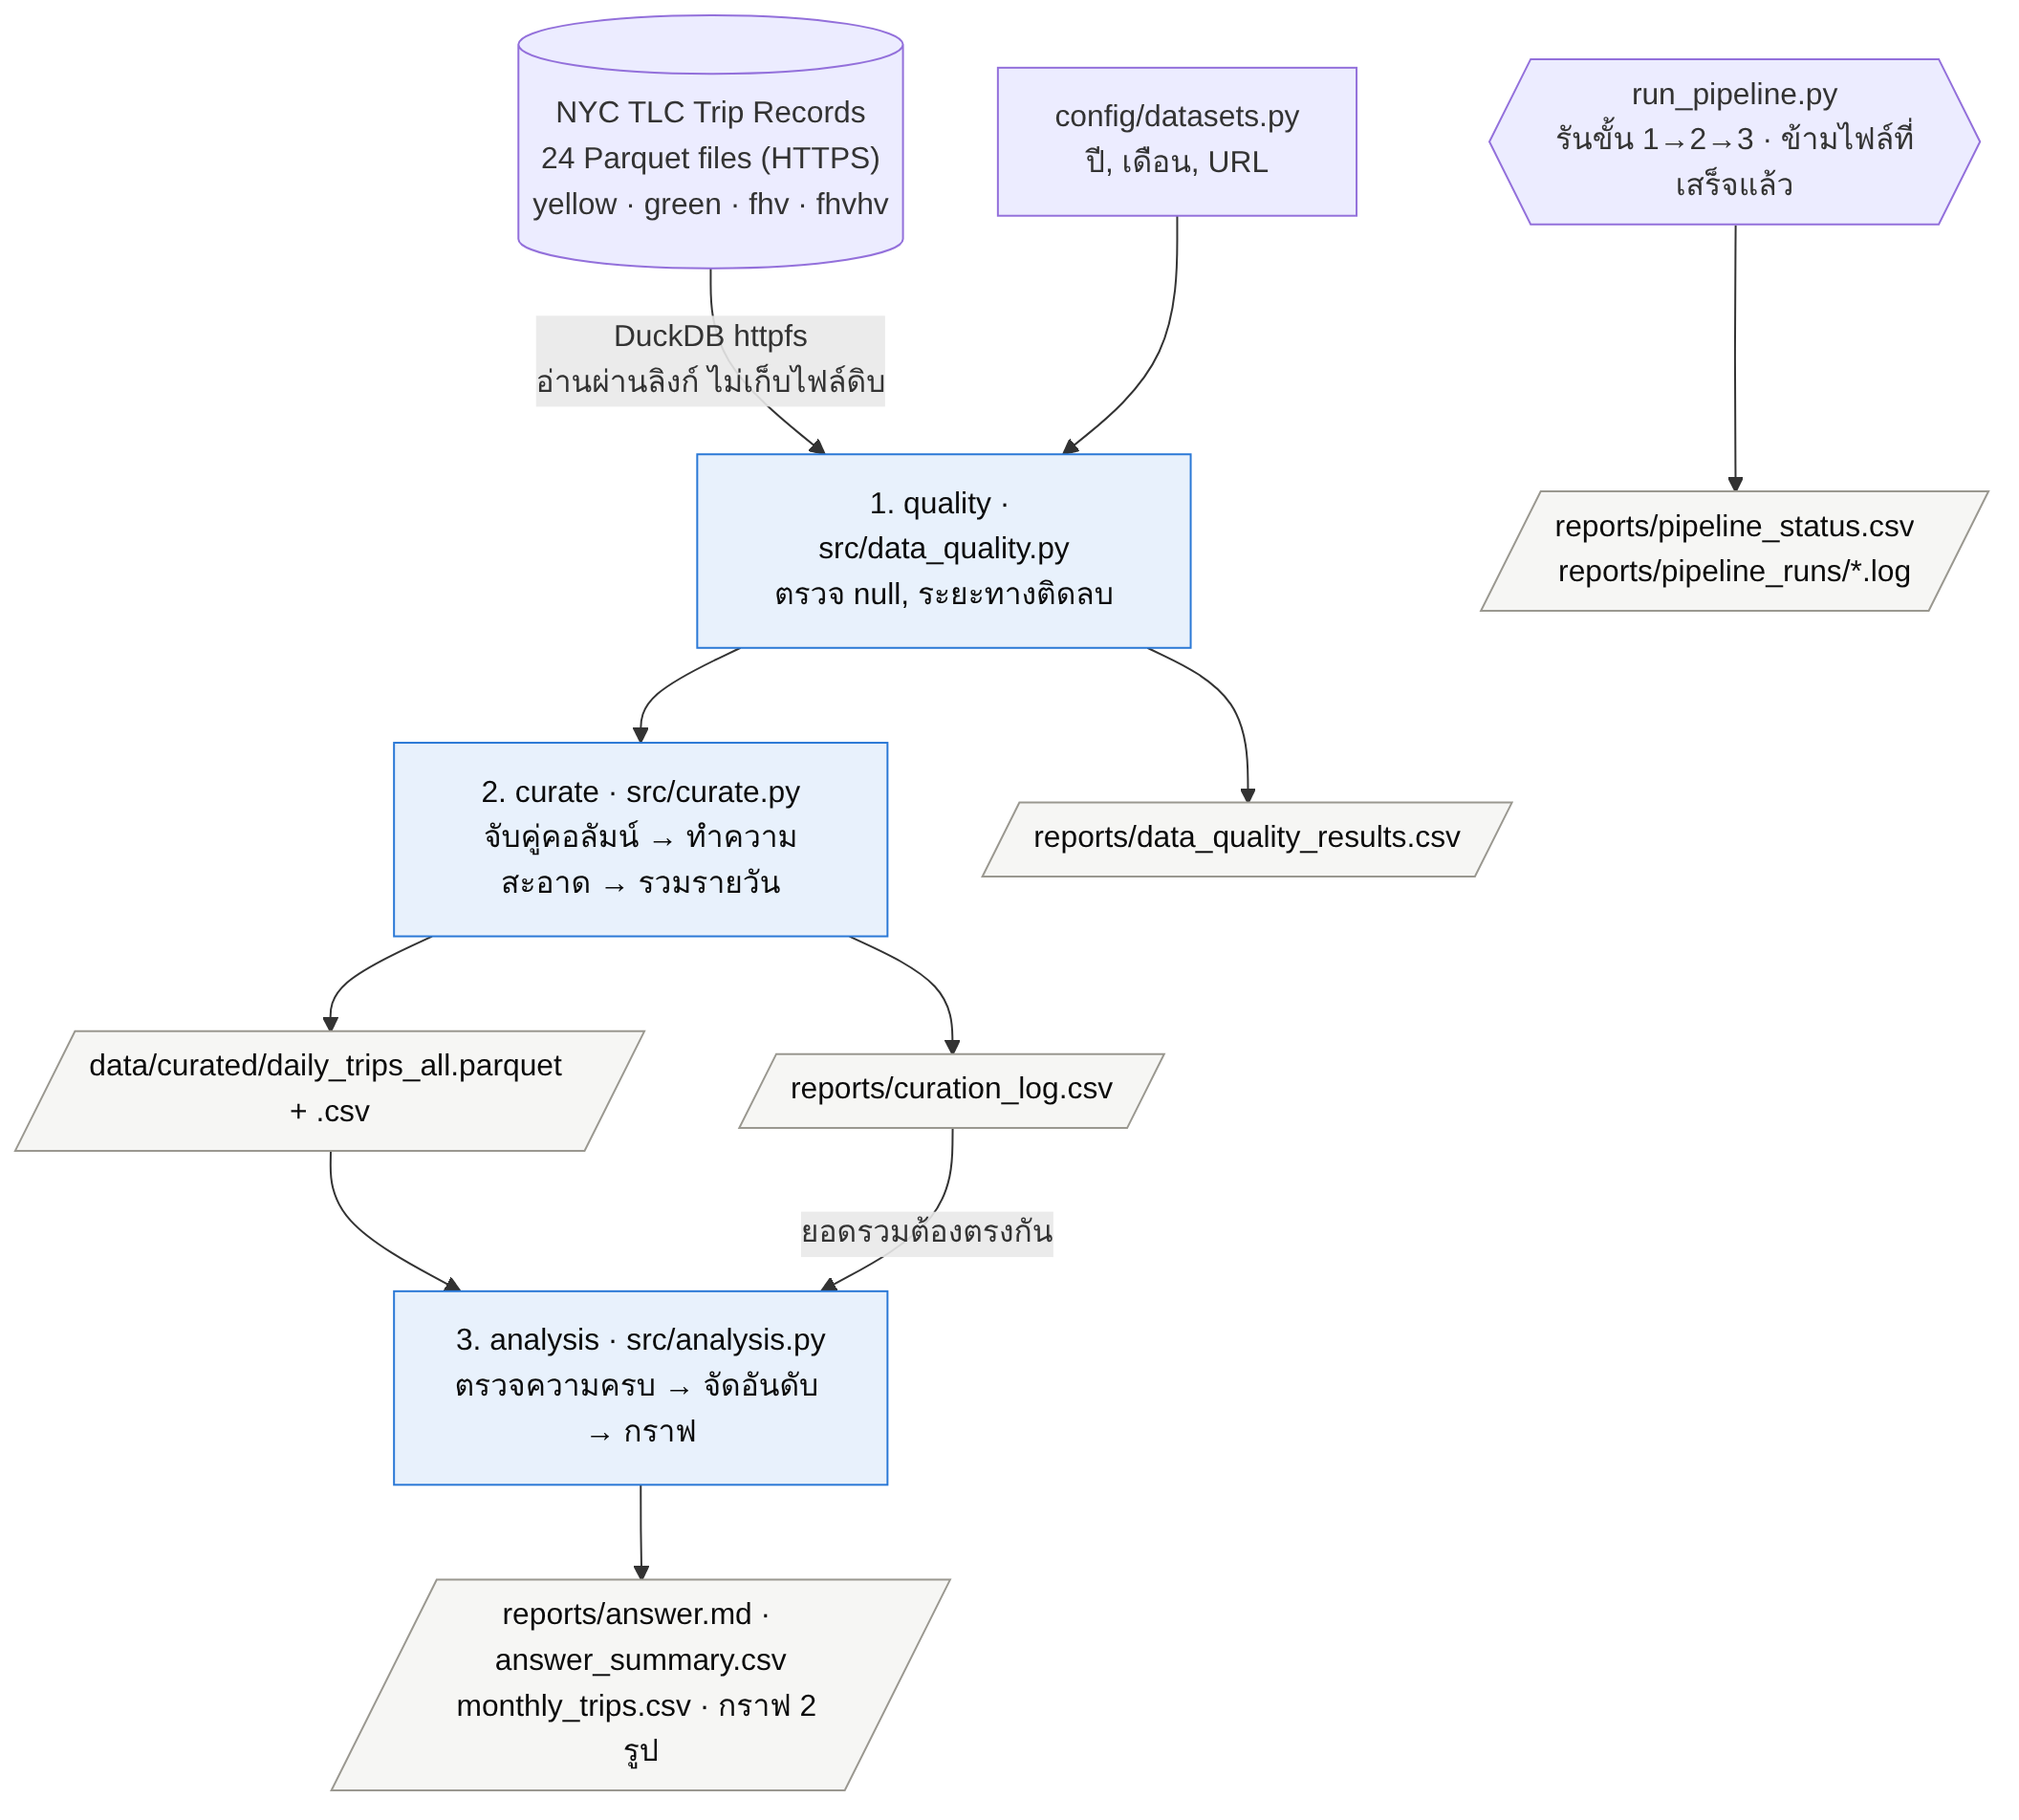 NYC TLC Trip Records
24 Parquet files (HTTPS)
yellow · green · fhv · fhvhv
config/datasets.py
ปี, เดือน, URL
run_pipeline.py
รันขั้น 1→2→3 · ข้ามไฟล์ที่
เสร็จแล้ว
DuckDB httpfs
อ่านผ่านลิงก์ ไม่เก็บไฟล์ดิบ
1. quality ·
src/data_quality.py
ตรวจ null, ระยะทางติดลบ
reports/pipeline_status.csv
reports/pipeline_runs/*.log
2. curate · src/curate.py
จับคู่คอลัมน์ → ทำความ
สะอาด → รวมรายวัน
reports/data_quality_results.csv
data/curated/daily_trips_all.parquet
+ .csv
reports/curation_log.csv
ยอดรวมต้องตรงกัน
3. analysis · src/analysis.py
ตรวจความครบ → จัดอันดับ
→ กราฟ
reports/answer.md ·
answer_summary.csv
monthly_trips.csv · กราฟ 2
รูป